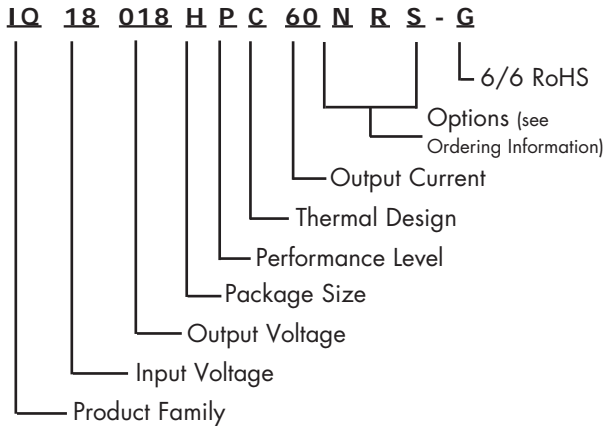 IQ 18 018 H P C 60 N R S - G
6/6 RoHS
Options (see
Ordering Information)
Output Current
Thermal Design
Performance Level
Package Size
Output Voltage
Input Voltage
Product Family